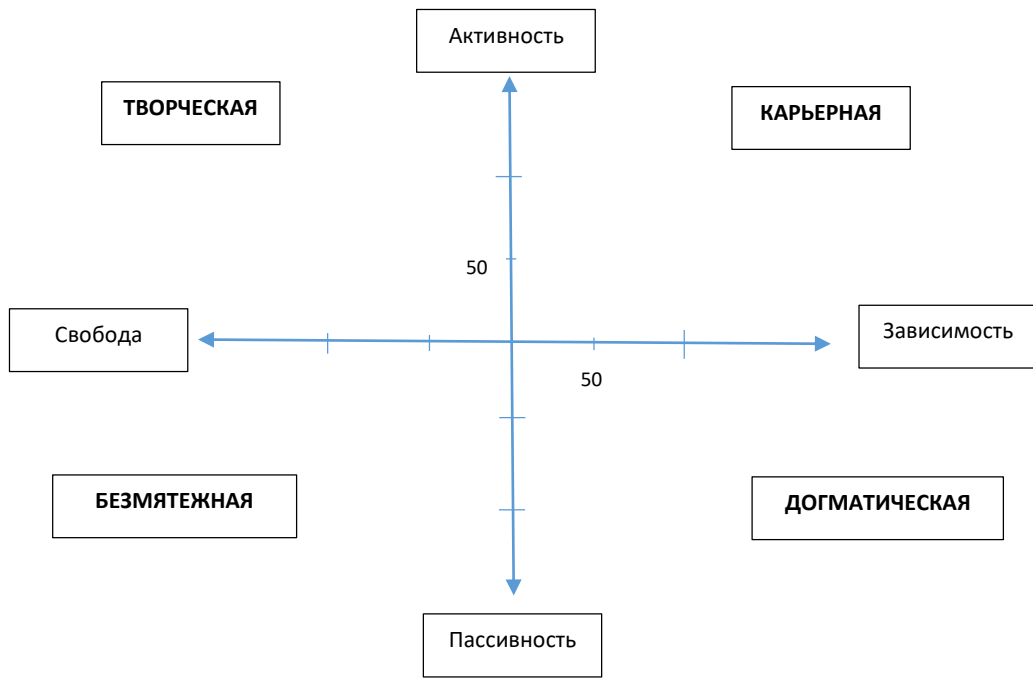 Активность
ТВОРЧЕСКАЯ
КАРЬЕРНАЯ
50
Свобода
Зависимость
50
БЕЗМЯТЕЖНАЯ
ДОГМАТИЧЕСКАЯ
Пассивность